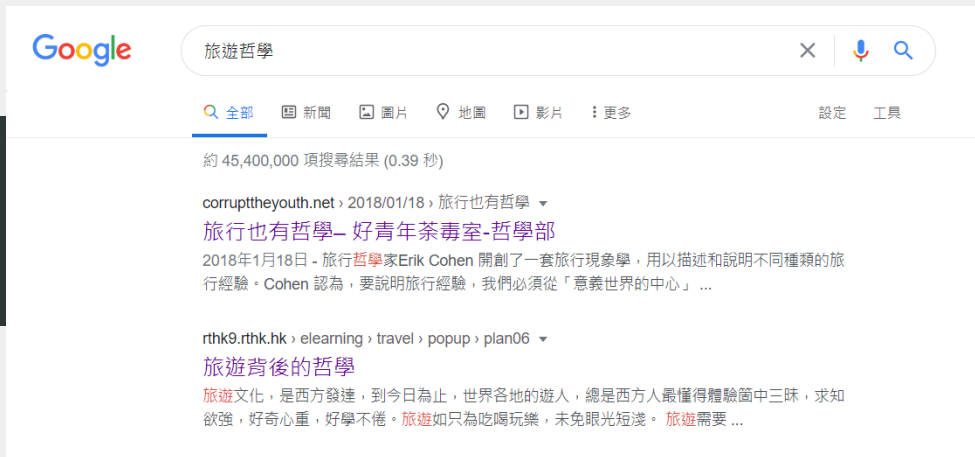 Google
旅遊哲學
全部 新聞 圖片 地圖 影片 更多 設定 工具
約 45,400,000 項搜尋結果 (0.39 秒)
corrupttheyouth.net › 2018/01/18 › 旅行也有哲學
旅行也有哲學– 好青年荼毒室-哲學部
2018年1月18日 - 旅行哲學家Erik Cohen 開創了一套旅行現象學，用以描述和說明不同種類的旅
行經驗。Cohen 認為，要說明旅行經驗，我們必須從「意義世界的中心」 ...
rthk9.rthk.hk › elearning › travel › popup › plan06
旅遊背後的哲學
旅遊文化，是西方發達，到今日為止，世界各地的遊人，總是西方人最懂得體驗箇中三昧，求知
欲強，好奇心重，好學不倦。旅遊如只為吃喝玩樂，未免眼光短淺。 旅遊需要 ...